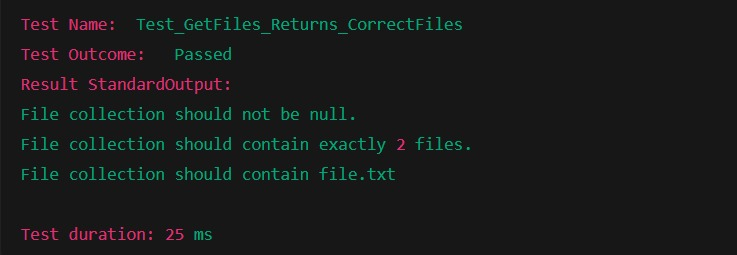 Test Name:  Test_GetFiles_Returns_CorrectFiles
Test Outcome:   Passed
Result StandardOutput:
File collection should not be null.
File collection should contain exactly 2 files.
File collection should contain file.txt
Test duration: 25 ms